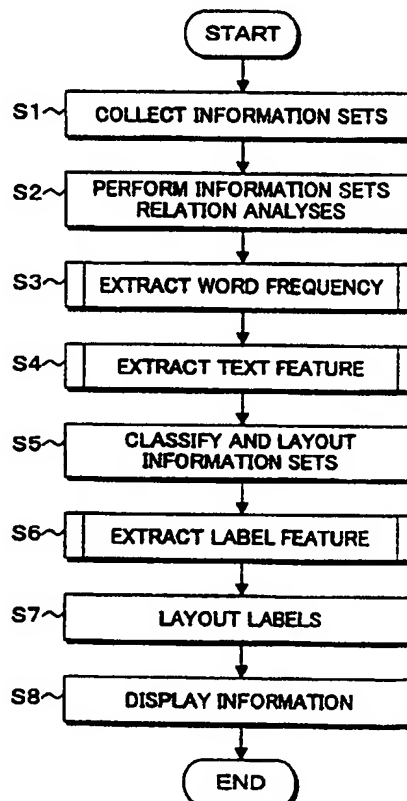 START
S1 COLLECT INFORMATION SETS
S2 PERFORM INFORMATION SETS
RELATION ANALYSES
S3 EXTRACT WORD FREQUENCY
S4 EXTRACT TEXT FEATURE
S5 CLASSIFY AND LAYOUT
INFORMATION SETS
S6 EXTRACT LABEL FEATURE
S7 LAYOUT LABELS
S8 DISPLAY INFORMATION
END